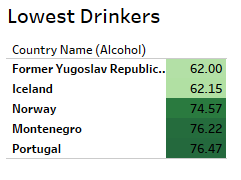 Lowest Drinkers
Country Name (Alcohol)
Former Yugoslav Republic.. 62.00
Iceland 62.15
Norway 74.57
Montenegro 76.22
Portugal 76.47